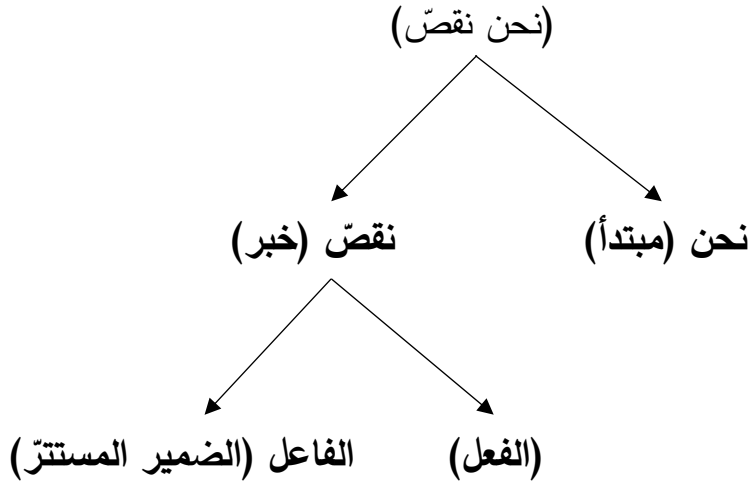 (نحن نقصّ)
نحن (مبتدأ) نقصّ (خبر)
(الفعل) الفاعل (الضمير المستترّ)